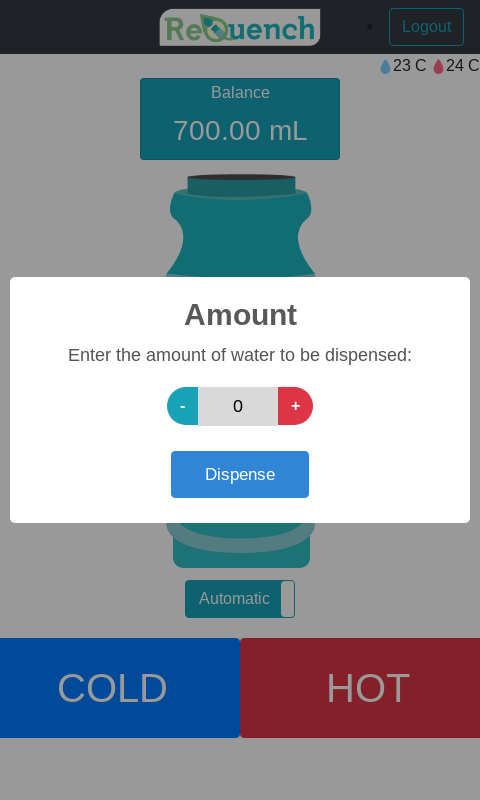 ReQuench
Logout
23 C 24 C
Balance
700.00 mL
Amount
Enter the amount of water to be dispensed:
- 0 +
Dispense
Automatic
COLD HOT